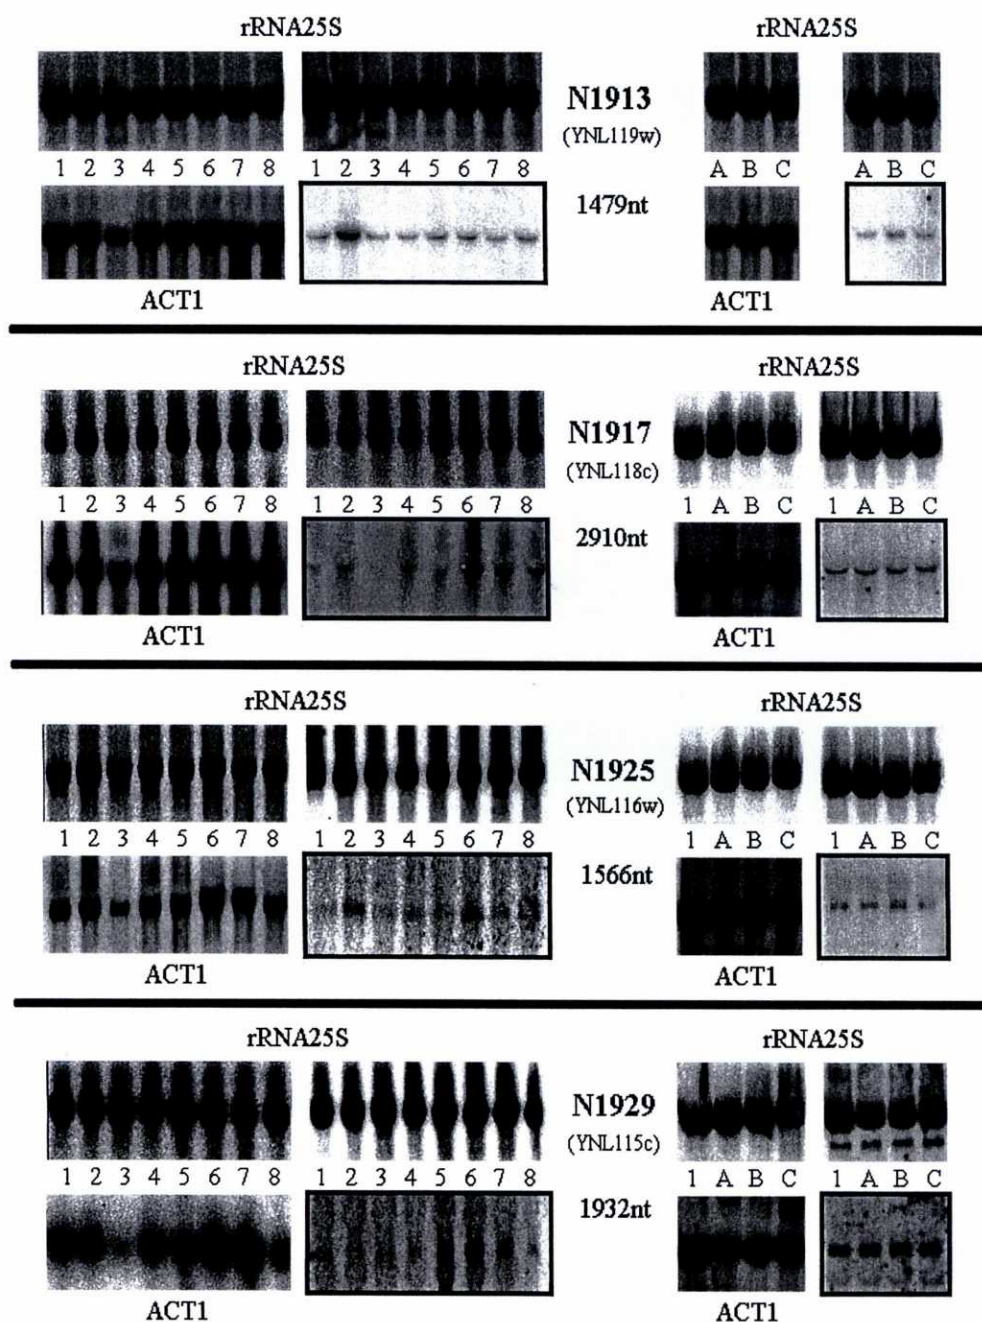 rRNA25S rRNA25S
N1913
(YNL119w)
1 2 3 4 5 6 7 8 1 2 3 4 5 6 7 8 A B C A B C
1479nt
ACT1 ACT1
rRNA25S rRNA25S
N1917
(YNL118c)
1 2 3 4 5 6 7 8 1 2 3 4 5 6 7 8 1 A B C 1 A B C
2910nt
ACT1 ACT1
rRNA25S rRNA25S
N1925
(YNL116w)
1 2 3 4 5 6 7 8 1 2 3 4 5 6 7 8 1 A B C 1 A B C
1566nt
ACT1 ACT1
rRNA25S rRNA25S
N1929
(YNL115c)
1 2 3 4 5 6 7 8 1 2 3 4 5 6 7 8 1 A B C 1 A B C
1932nt
ACT1 ACT1